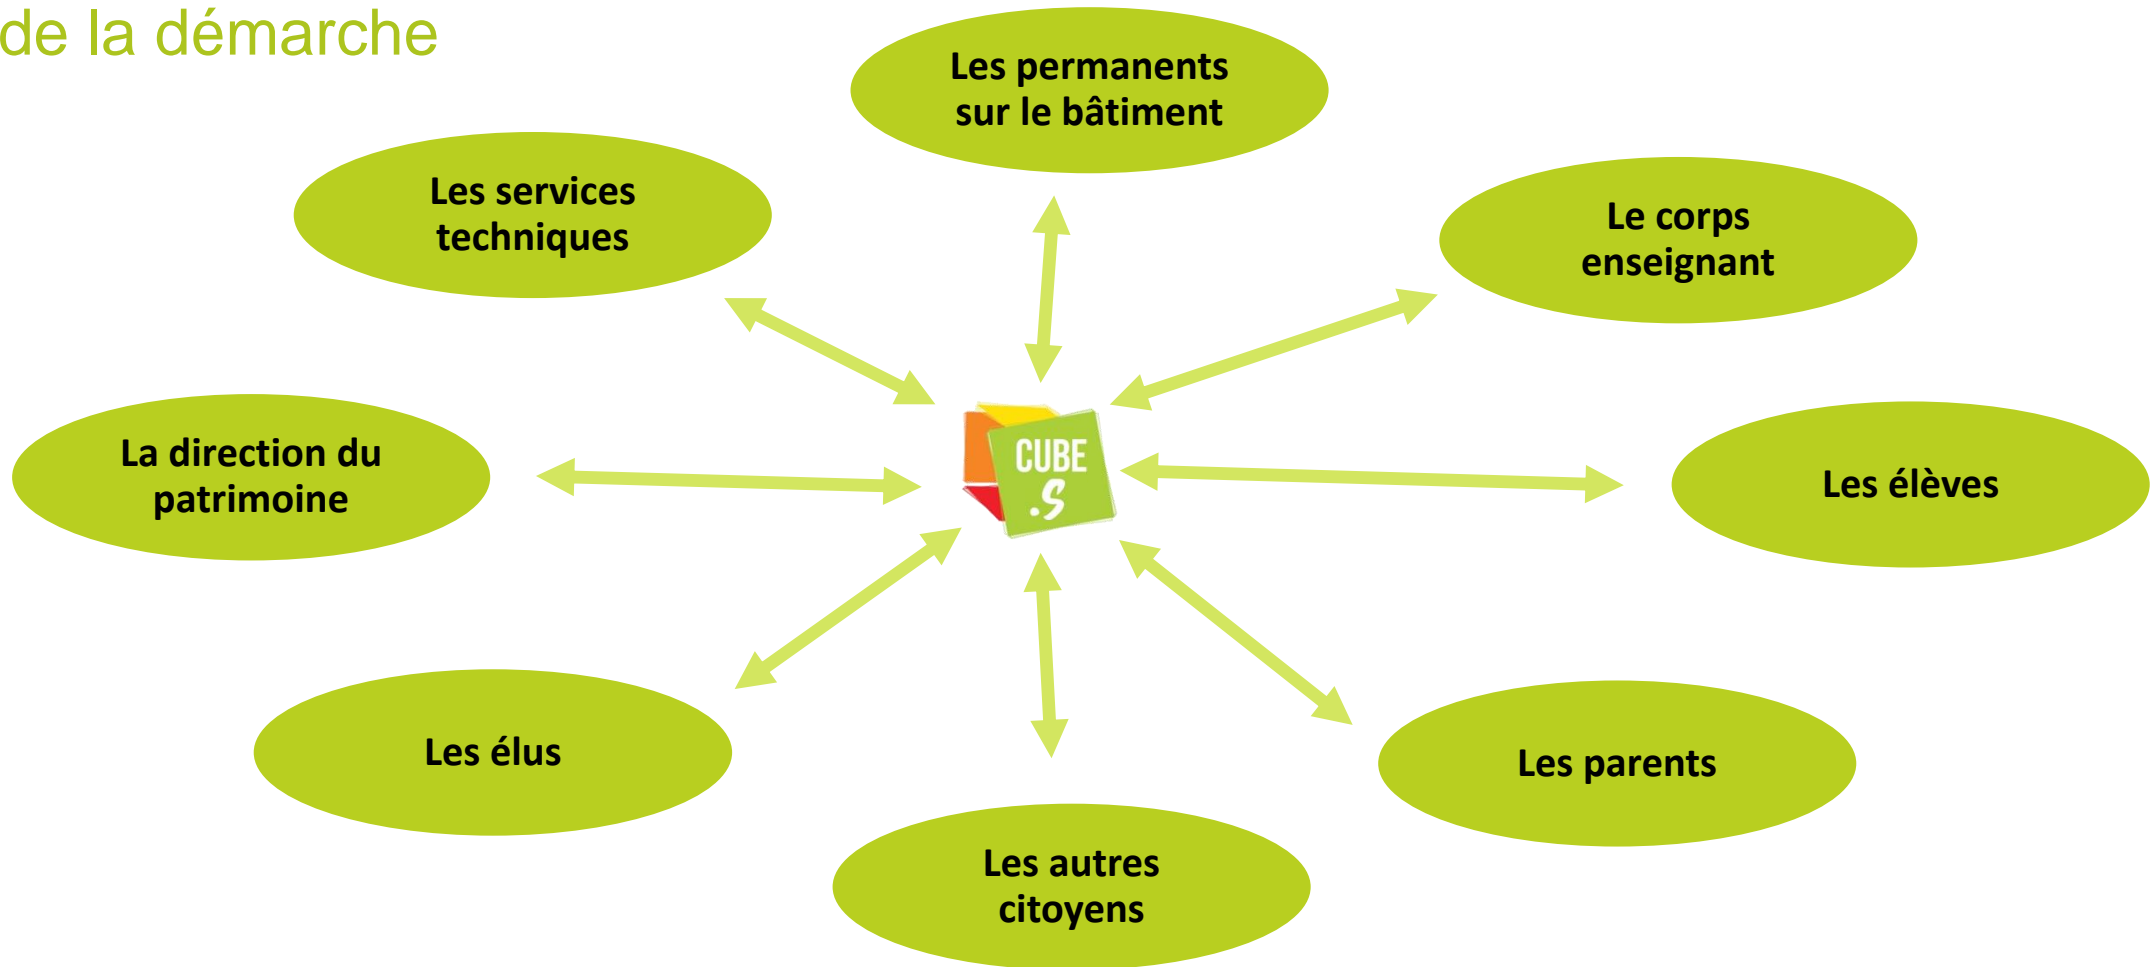 de la démarche
Les permanents
sur le bâtiment
Les services
techniques
Le corps
enseignant
La direction du
patrimoine
CUBE
.S
Les élèves
Les élus
Les parents
Les autres
citoyens